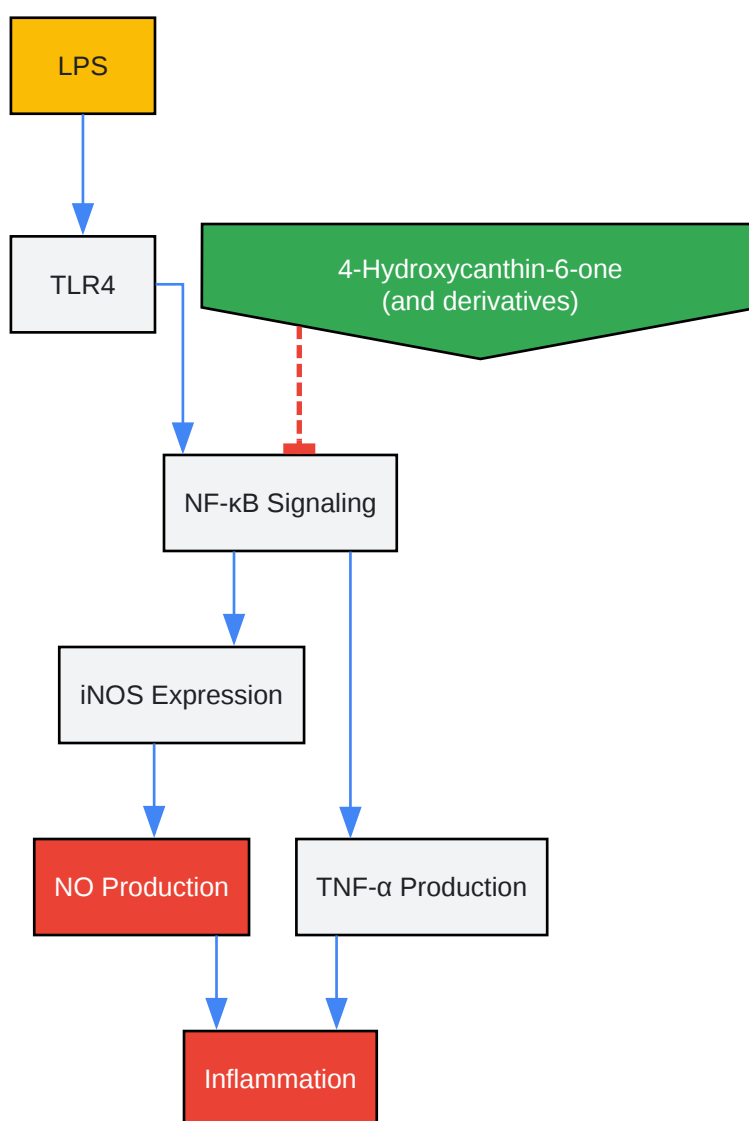 LPS
TLR4
4-Hydroxycanthin-6-one
(and derivatives)
NF-κB Signaling
iNOS Expression
NO Production
TNF-α Production
Inflammation